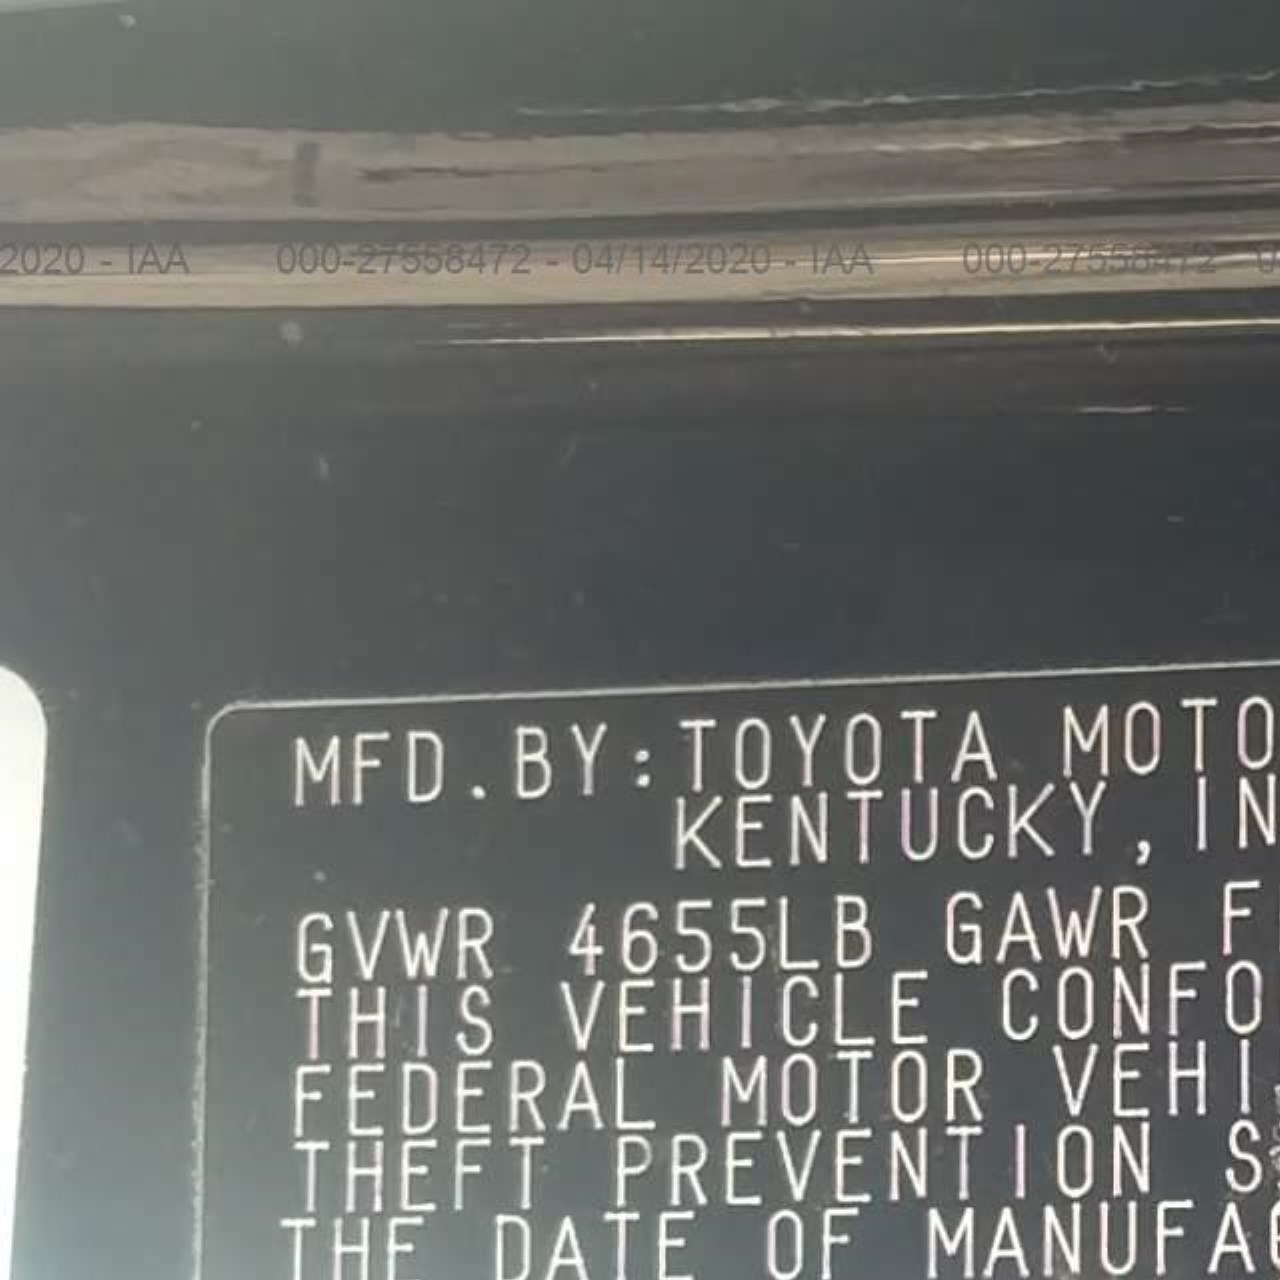 2020 - IAA 000-27558472 - 04/14/2020 - IAA 000-27558472
MFD.BY:TOYOTA MOTO
KENTUCKY, IN
GVWR 4655LB GAWR F
THIS VEHICLE CONFO
FEDERAL MOTOR VEHI
THEFT PREVENTION S
THE DATE OF MANUFA